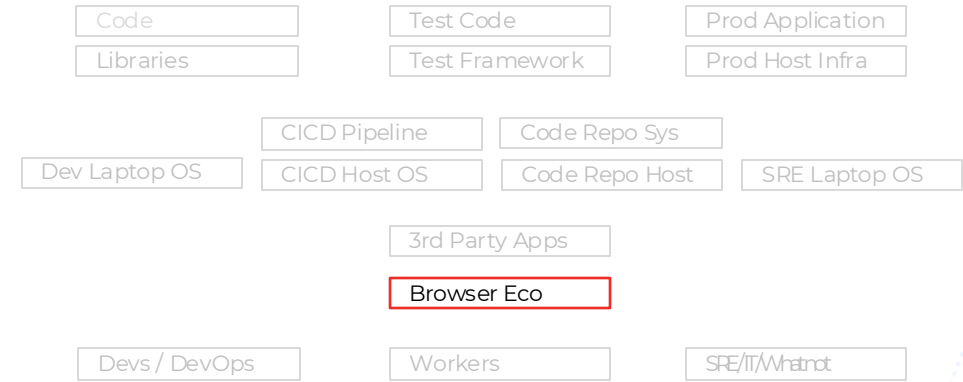 Code
Test Code
Prod Application
Libraries
Test Framework
Prod Host Infra
CICD Pipeline
Code Repo Sys
Dev Laptop OS
CICD Host OS
Code Repo Host
SRE Laptop OS
3rd Party Apps
Browser Eco
Devs / DevOps
Workers
SRE/IT/Whatnot